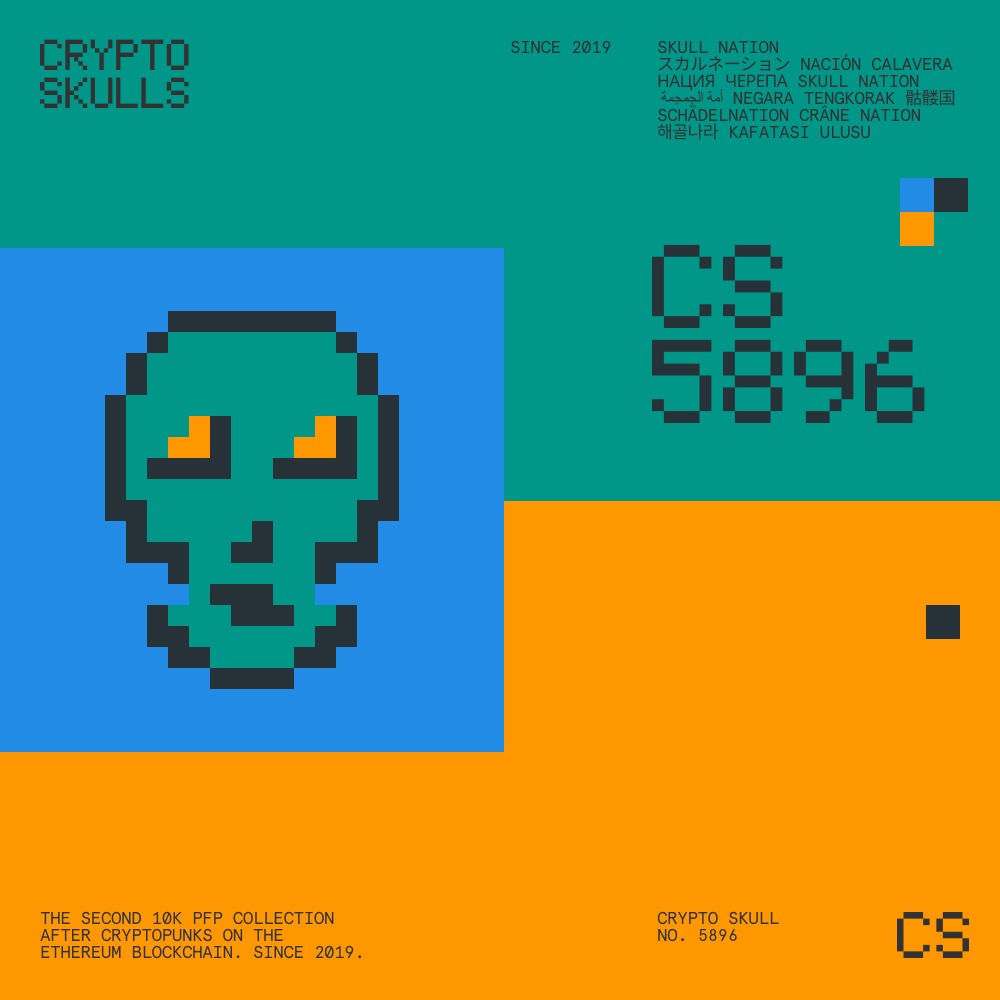 CRYPTO
SKULLS
SINCE 2019
SKULL NATION
スカルネーション NACIÓN CALAVERA
НАЦИЯ ЧЕРЕПА SKULL NATION
أمة الجمجمة NEGARA TENGKORAK 骷髅国
SCHÄDELNATION CRÂNE NATION
해골나라 KAFATASI ULUSU
CS
5896
THE SECOND 10K PFP COLLECTION
AFTER CRYPTOPUNKS ON THE
ETHEREUM BLOCKCHAIN. SINCE 2019.
CRYPTO SKULL
NO. 5896
CS